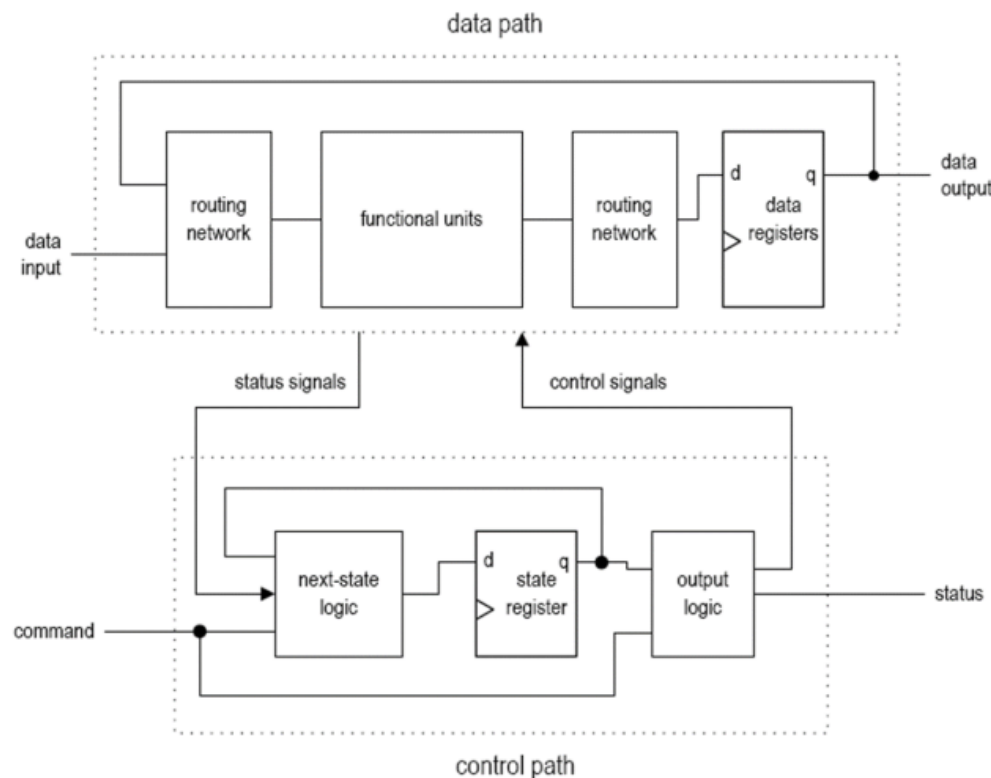 data path
routing
network
functional units
routing
network
d
q
data
registers
data
output
data
input
status signals
control signals
next-state
logic
d
q
state
register
output
logic
status
command
control path